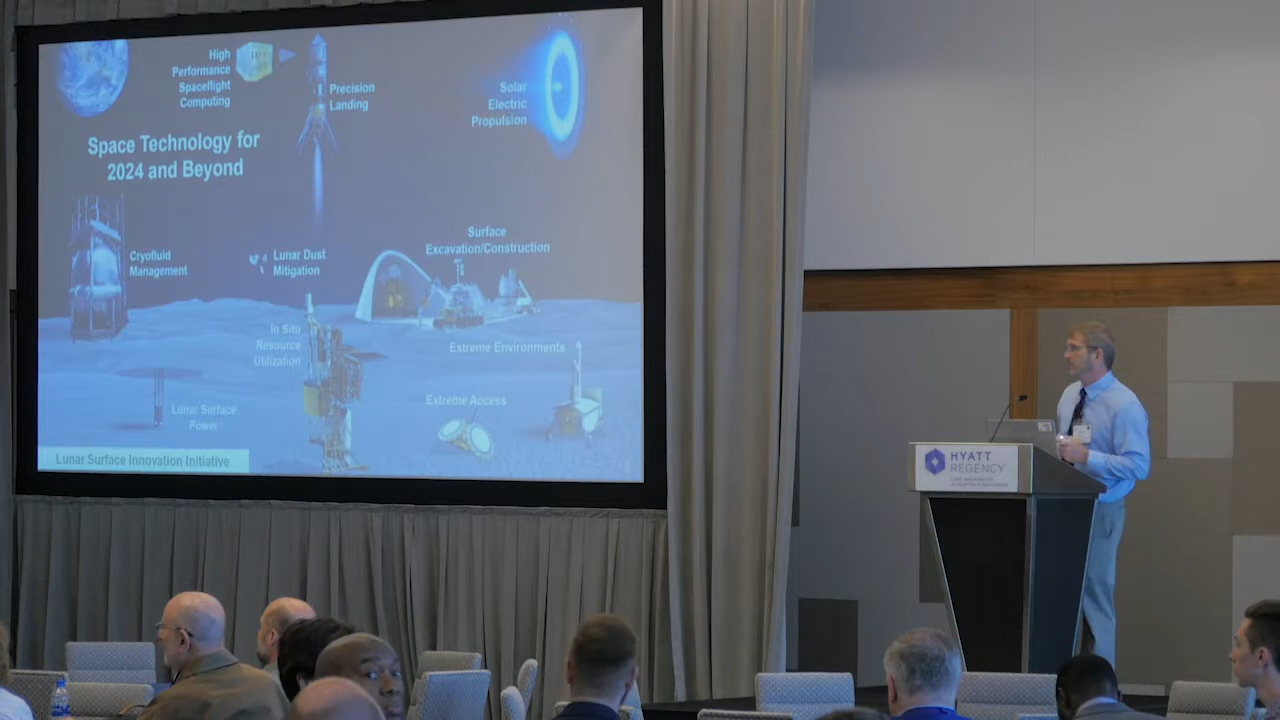 High
Performance
Spaceflight
Computing
Precision
Landing
Solar
Electric
Propulsion
Space Technology for
2024 and Beyond
Cryofluid
Management
Lunar Dust
Mitigation
Surface
Excavation/Construction
In Situ
Resource
Utilization
Extreme Environments
Extreme Access
Lunar Surface
Power
Lunar Surface Innovation Initiative
HYATT
REGENCY